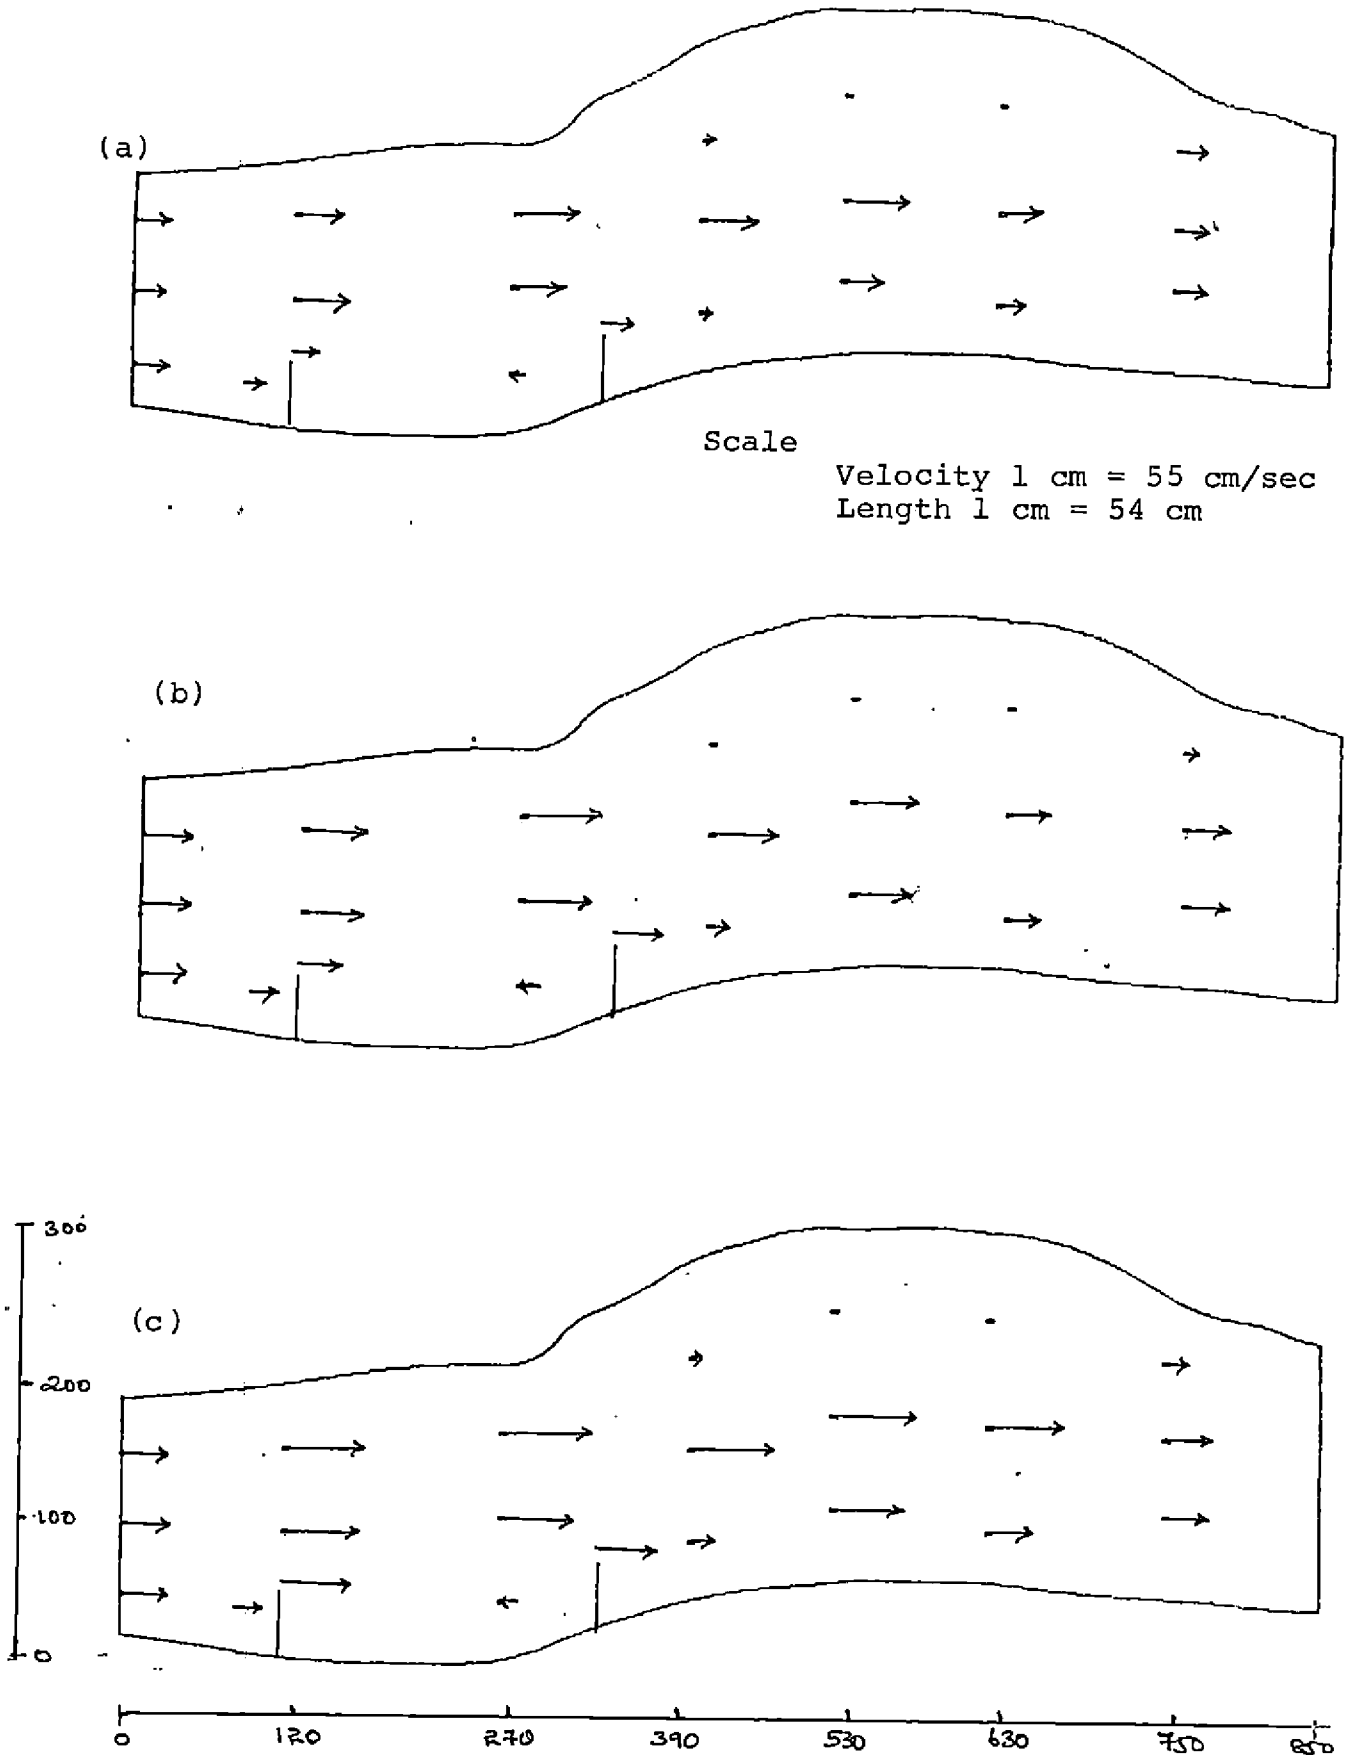 (a)
Scale
Velocity 1 cm = 55 cm/sec
Length 1 cm = 54 cm
(b)
300
(c)
200
100
0
0 120 270 390 530 630 750 850